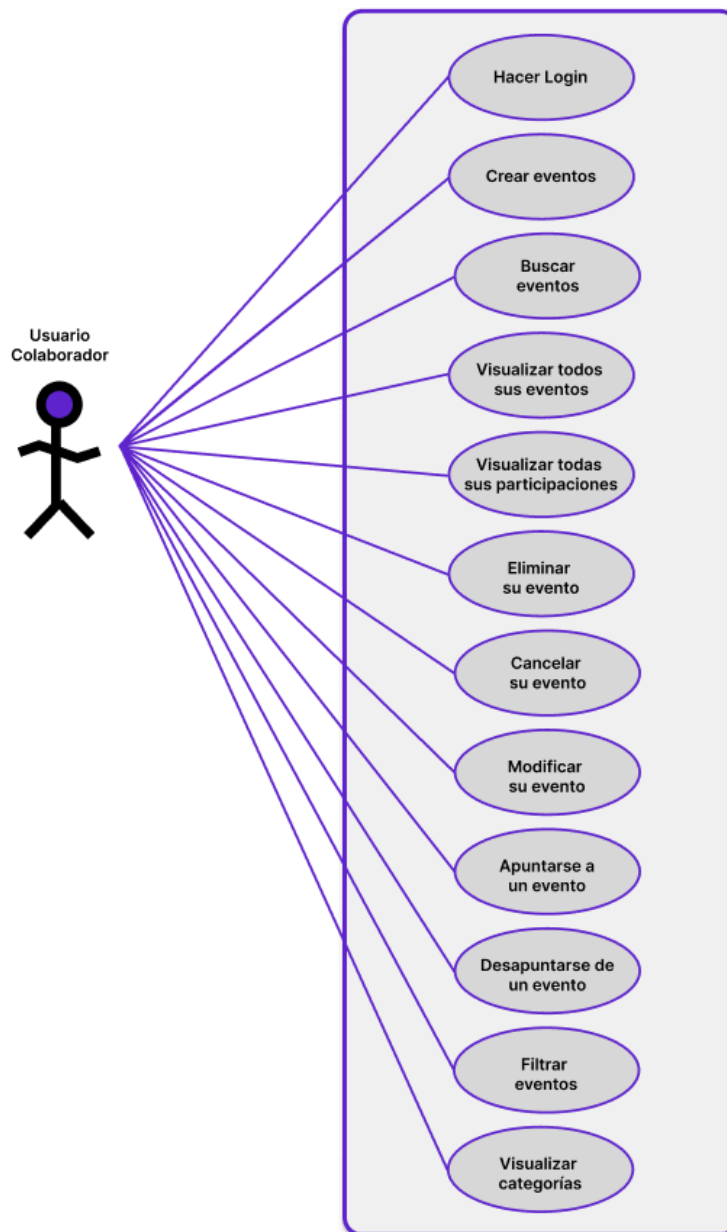 Hacer Login
Crear eventos
Buscar
eventos
Usuario
Colaborador
Visualizar todos
sus eventos
Visualizar todas
sus participaciones
Eliminar
su evento
Cancelar
su evento
Modificar
su evento
Apuntarse a
un evento
Desapuntarse de
un evento
Filtrar
eventos
Visualizar
categorías